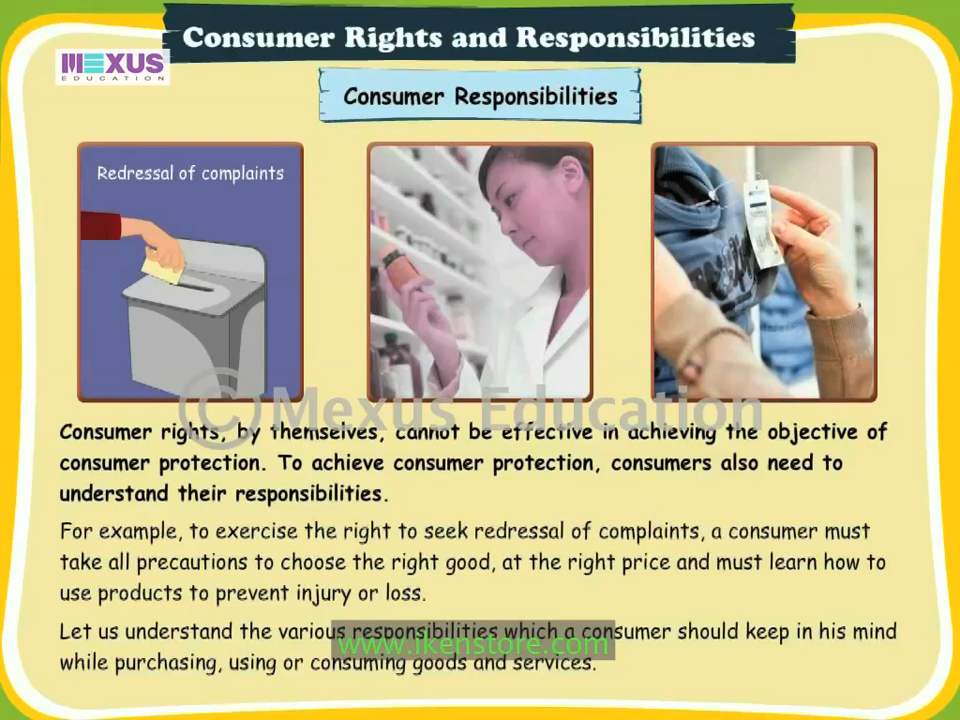 Consumer Rights and Responsibilities
MEXUS
EDUCATION
Consumer Responsibilities
Redressal of complaints
© Mexus Education
Consumer rights, by themselves, cannot be effective in achieving the objective of
consumer protection. To achieve consumer protection, consumers also need to
understand their responsibilities.
For example, to exercise the right to seek redressal of complaints, a consumer must
take all precautions to choose the right good, at the right price and must learn how to
use products to prevent injury or loss.
Let us understand the various responsibilities which a consumer should keep in his mind
www.ikenstore.com
while purchasing, using or consuming goods and services.